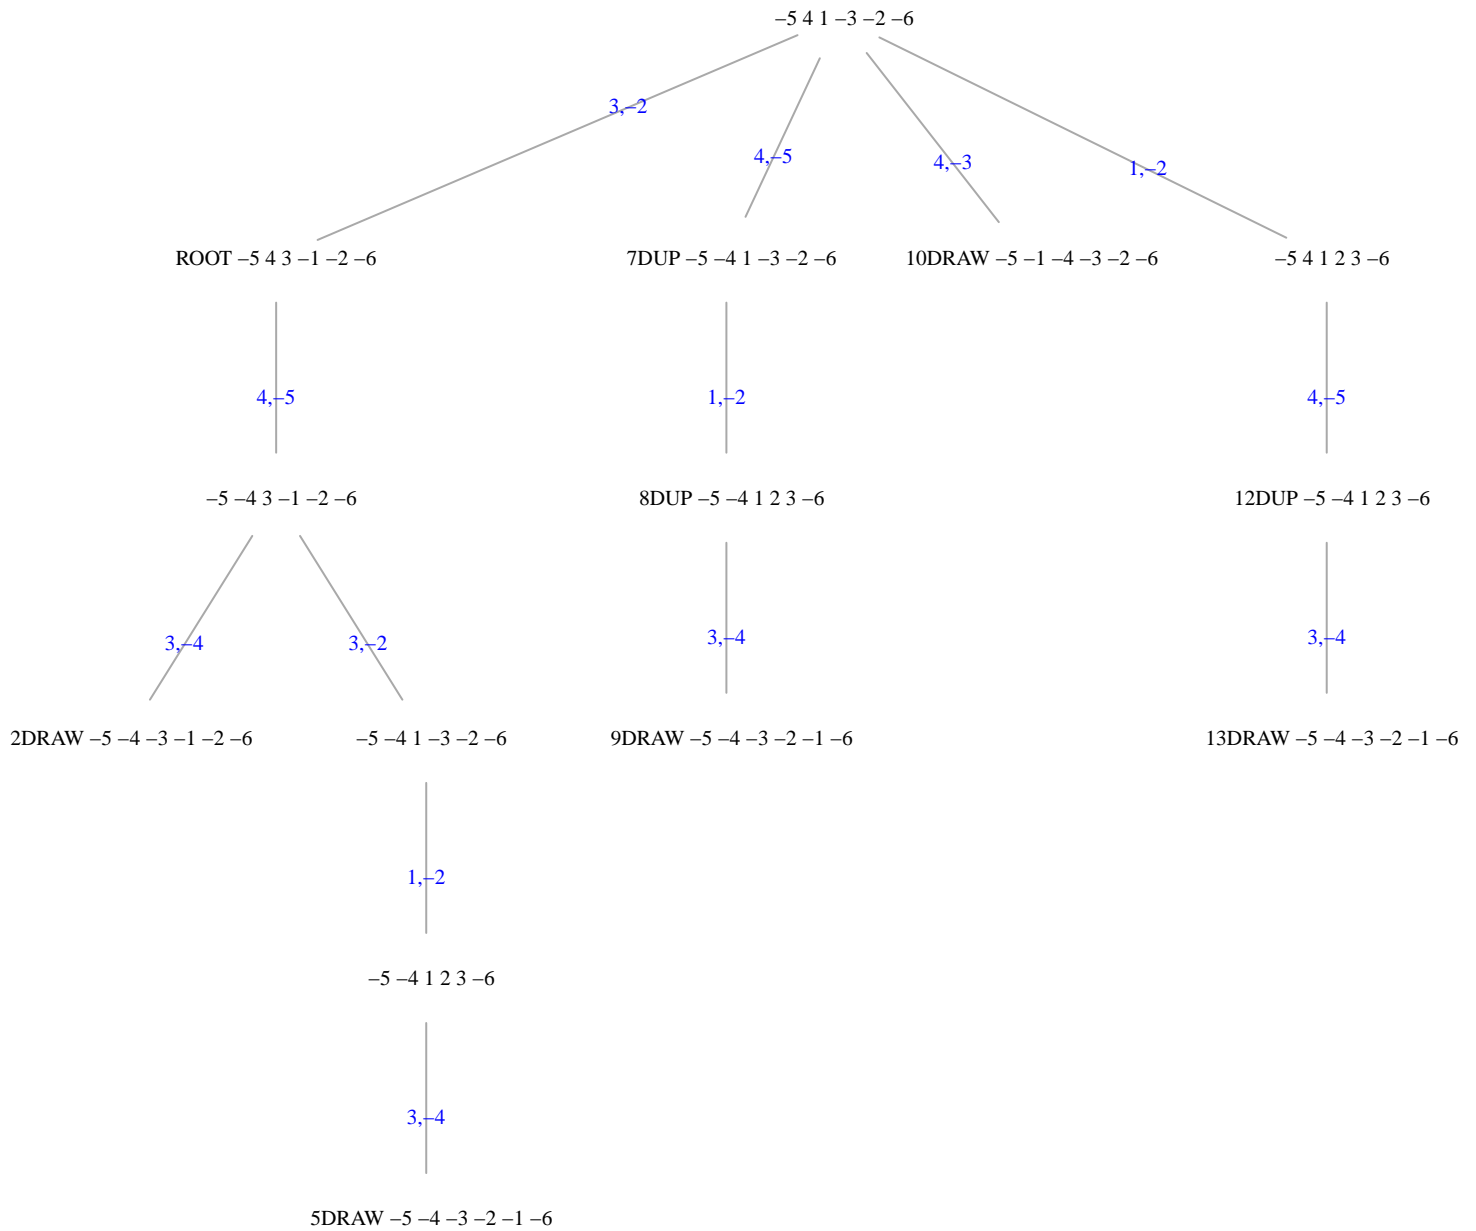 –5 4 1 –3 –2 –6
3,–2
4,–5
4,–3
1,–2
ROOT –5 4 3 –1 –2 –6
7DUP –5 –4 1 –3 –2 –6
10DRAW –5 –1 –4 –3 –2 –6
–5 4 1 2 3 –6
4,–5
1,–2
4,–5
–5 –4 3 –1 –2 –6
8DUP –5 –4 1 2 3 –6
12DUP –5 –4 1 2 3 –6
3,–4
3,–2
3,–4
3,–4
2DRAW –5 –4 –3 –1 –2 –6
–5 –4 1 –3 –2 –6
9DRAW –5 –4 –3 –2 –1 –6
13DRAW –5 –4 –3 –2 –1 –6
1,–2
–5 –4 1 2 3 –6
3,–4
5DRAW –5 –4 –3 –2 –1 –6